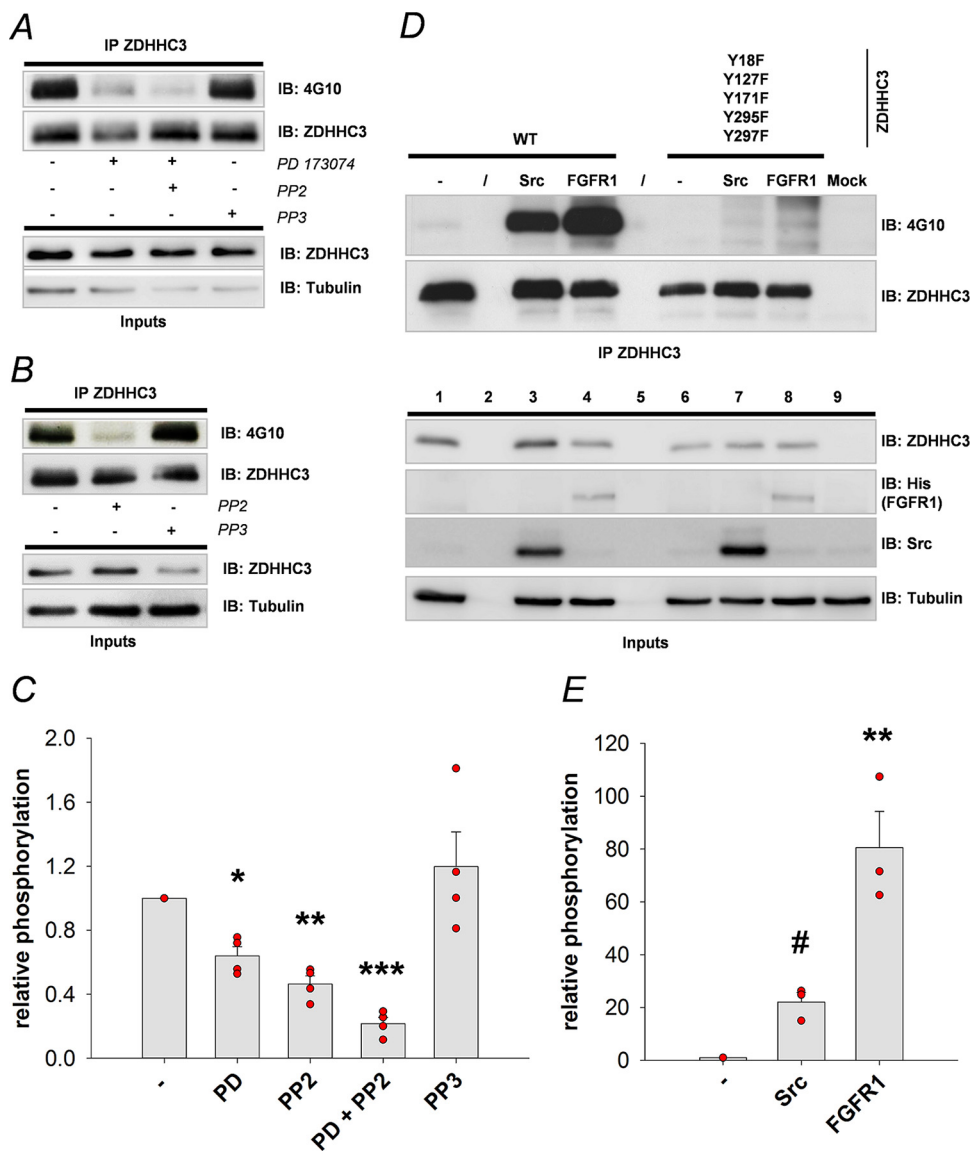 A
IP ZDHHC3
IB: 4G10
IB: ZDHHC3
- + + - PD 173074
- - + - PP2
- - - + PP3
IB: ZDHHC3
IB: Tubulin
Inputs
B
IP ZDHHC3
IB: 4G10
IB: ZDHHC3
- + - PP2
- - + PP3
IB: ZDHHC3
IB: Tubulin
Inputs
D
Y18F
Y127F
Y171F
Y295F
Y297F
ZDHHC3
WT
- / Src FGFR1 / - Src FGFR1 Mock
IB: 4G10
IB: ZDHHC3
IP ZDHHC3
1 2 3 4 5 6 7 8 9
IB: ZDHHC3
IB: His
(FGFR1)
IB: Src
IB: Tubulin
Inputs
C
relative phosphorylation
2.0
1.6
1.2
0.8
0.4
0.0
*
**
***
- PD PP2 PD + PP2 PP3
E
relative phosphorylation
120
100
80
60
40
20
0
#
**
- Src FGFR1